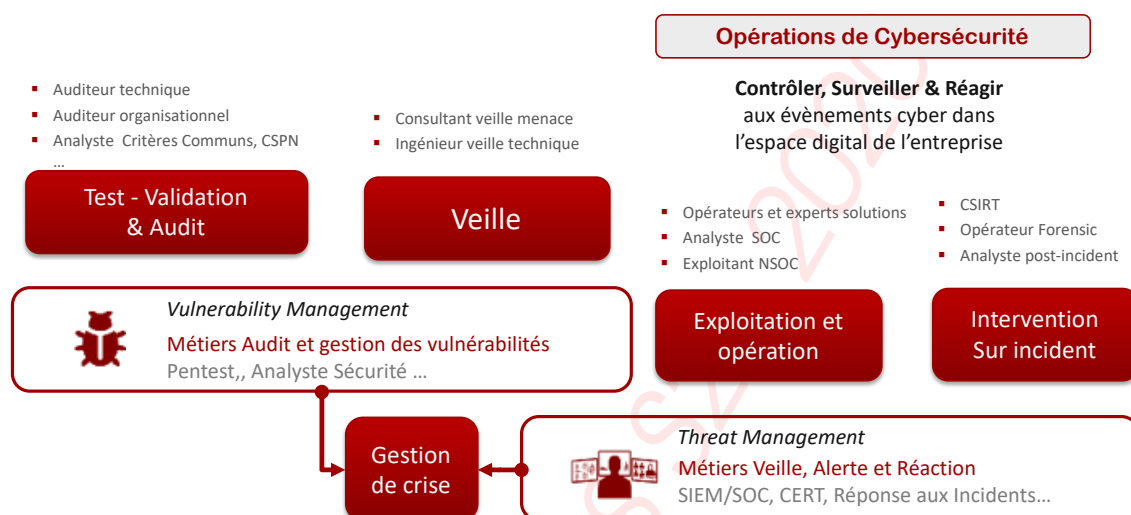 Opérations de Cybersécurité
Contrôler, Surveiller & Réagir
aux évènements cyber dans
l'espace digital de l'entreprise
▪ Auditeur technique
▪ Auditeur organisationnel
▪ Analyste Critères Communs, CSPN
…
Test - Validation
& Audit
▪ Consultant veille menace
▪ Ingénieur veille technique
Veille
▪ Opérateurs et experts solutions
▪ Analyste SOC
▪ Exploitant NSOC
Exploitation et
opération
▪ CSIRT
▪ Opérateur Forensic
▪ Analyste post-incident
Intervention
Sur incident
Vulnerability Management
Métiers Audit et gestion des vulnérabilités
Pentest,, Analyste Sécurité …
Gestion
de crise
Threat Management
Métiers Veille, Alerte et Réaction
SIEM/SOC, CERT, Réponse aux Incidents…